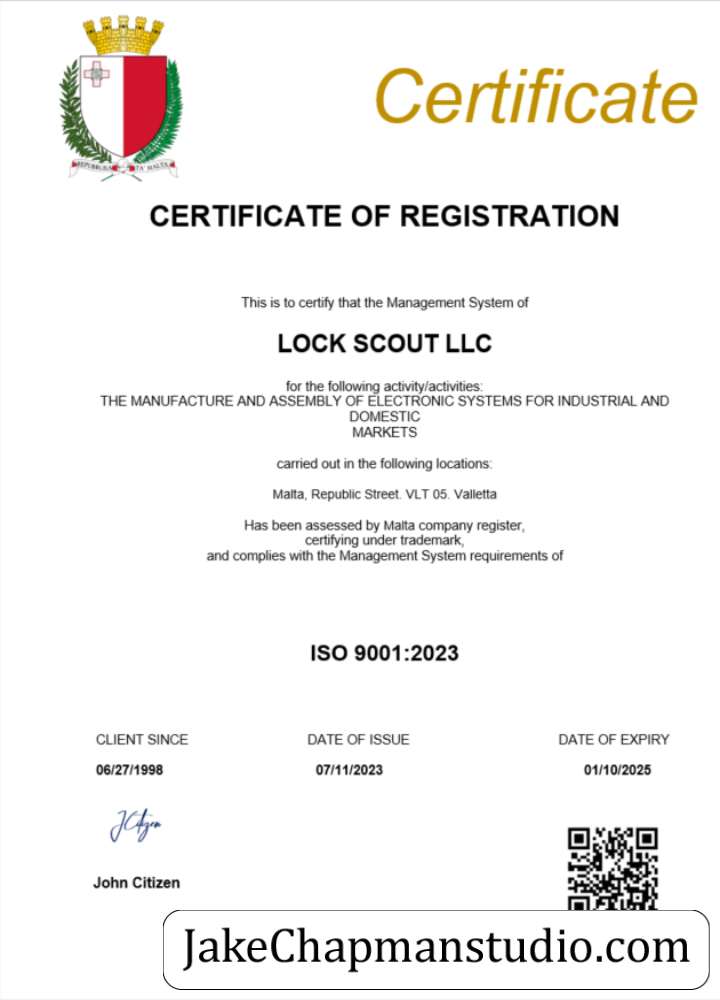 REPUBBLIKA TA' MALTA
Certificate
CERTIFICATE OF REGISTRATION
This is to certify that the Management System of
LOCK SCOUT LLC
for the following activity/activities:
THE MANUFACTURE AND ASSEMBLY OF ELECTRONIC SYSTEMS FOR INDUSTRIAL AND
DOMESTIC
MARKETS
carried out in the following locations:
Malta, Republic Street. VLT 05. Valletta
Has been assessed by Malta company register,
certifying under trademark,
and complies with the Management System requirements of
ISO 9001:2023
CLIENT SINCE DATE OF ISSUE DATE OF EXPIRY
06/27/1998 07/11/2023 01/10/2025
JCitizen
John Citizen
JakeChapmanstudio.com